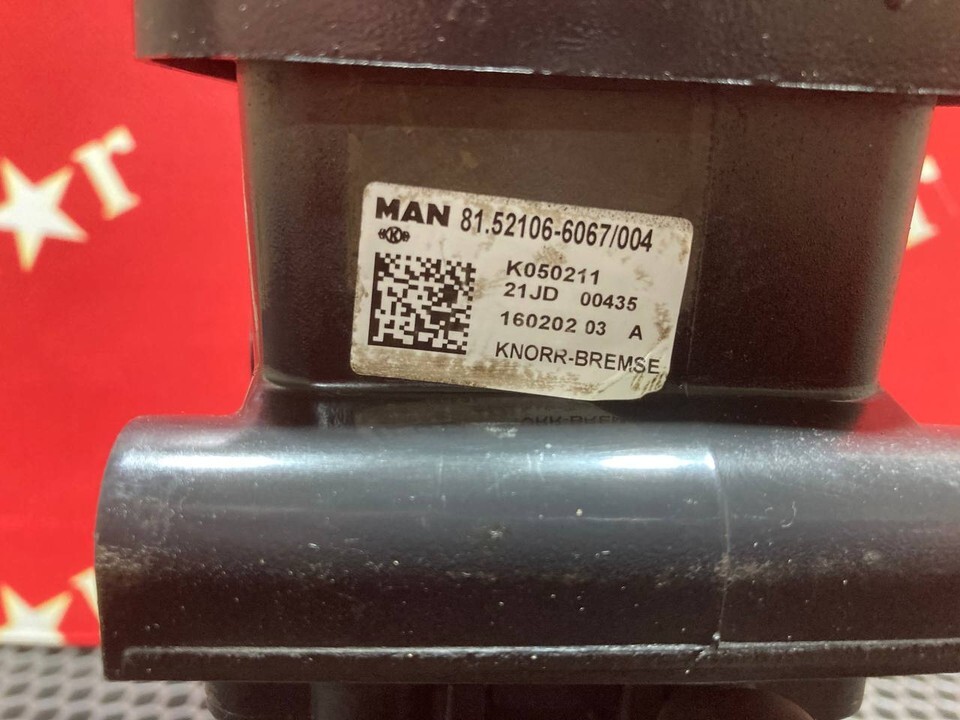 MAN 81.52106-6067/004
K050211
21JD 00435
160202 03 A
KNORR-BREMSE
r